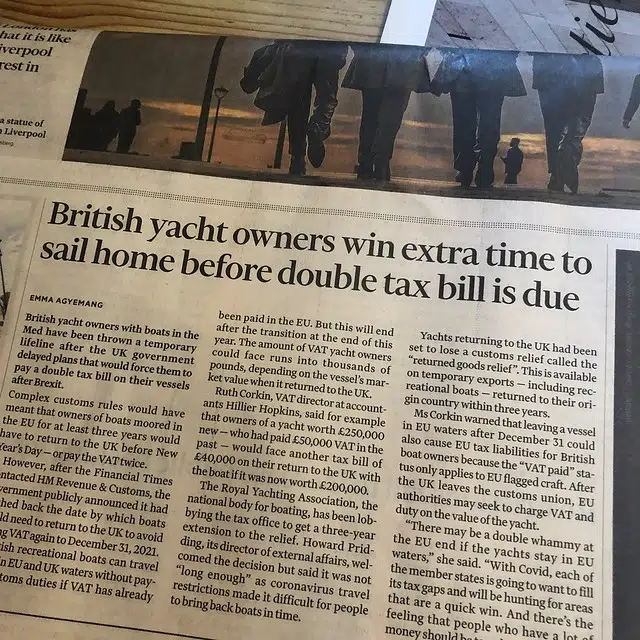 hat it is like
iverpool
rest in
a statue of
n Liverpool
British yacht owners win extra time to
sail home before double tax bill is due
EMMA AGYEMANG
British yacht owners with boats in the
Med have been thrown a temporary
lifeline after the UK government
delayed plans that would force them to
pay a double tax bill on their vessels
after Brexit.
Complex customs rules would have
meant that owners of boats moored in
the EU for at least three years would
have to return to the UK before New
Year's Day — or pay the VAT twice.
However, after the Financial Times
ntacted HM Revenue & Customs, the
vernment publicly announced it had
hed back the date by which boats
ld need to return to the UK to avoid
g VAT again to December 31, 2021.
ish recreational boats can travel
n EU and UK waters without pay-
toms duties if VAT has already
been paid in the EU. But this will end
after the transition at the end of this
year. The amount of VAT yacht owners
could face runs into thousands of
pounds, depending on the vessel's mar-
ket value when it returned to the UK.
Ruth Corkin, VAT director at account-
ants Hillier Hopkins, said for example
that owners of a yacht worth £250,000
new — who had paid £50,000 VAT in the
past — would face another tax bill of
£40,000 on their return to the UK with
the boat if it was now worth £200,000.
The Royal Yachting Association, the
national body for boating, has been lob-
bying the tax office to get a three-year
extension to the relief. Howard Prid-
ding, its director of external affairs, wel-
comed the decision but said it was not
"long enough" as coronavirus travel
restrictions made it difficult for people
to bring back boats in time.
Yachts returning to the UK had been
set to lose a customs relief called the
"returned goods relief". This is available
on temporary exports — including rec-
reational boats — returned to their ori-
gin country within three years.
Ms Corkin warned that leaving a vessel
in EU waters after December 31 could
also cause EU tax liabilities for British
boat owners because the "VAT paid" sta-
tus only applies to EU flagged craft. After
the UK leaves the customs union, EU
authorities may seek to charge VAT and
duty on the value of the yacht.
"There may be a double whammy at
the EU end if the yachts stay in EU
waters," she said. "With Covid, each of
the member states is going to want to fill
its tax gaps and will be hunting for areas
that are a quick win. And there's the
feeling that people who have a lot of
money should